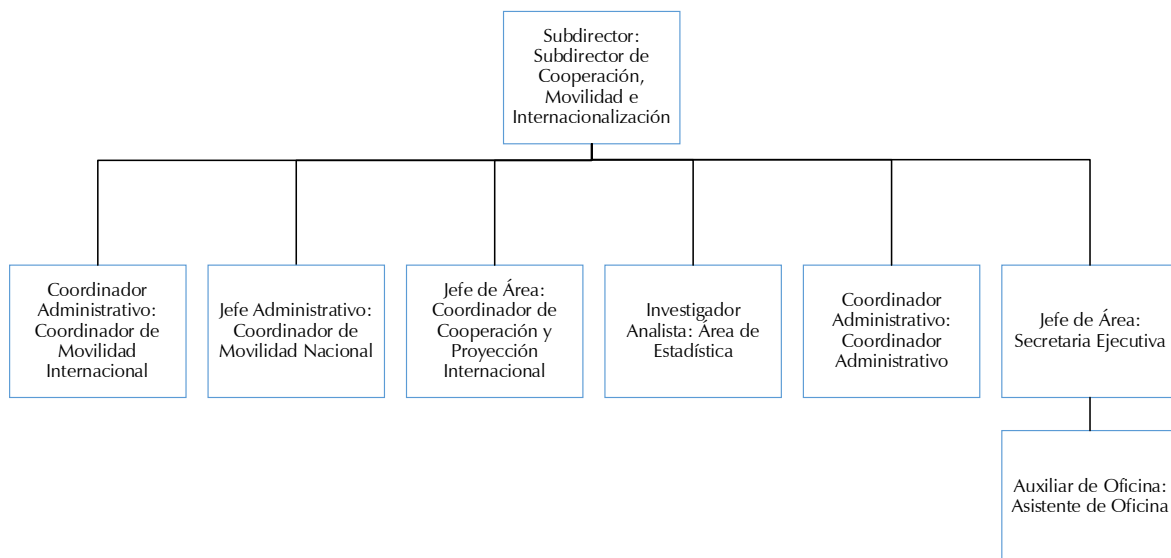 Subdirector:
Subdirector de
Cooperación,
Movilidad e
Internacionalización
Coordinador
Administrativo:
Coordinador de
Movilidad
Internacional
Jefe Administrativo:
Coordinador de
Movilidad Nacional
Jefe de Área:
Coordinador de
Cooperación y
Proyección
Internacional
Investigador
Analista: Área de
Estadística
Coordinador
Administrativo:
Coordinador
Administrativo
Jefe de Área:
Secretaria Ejecutiva
Auxiliar de Oficina:
Asistente de Oficina